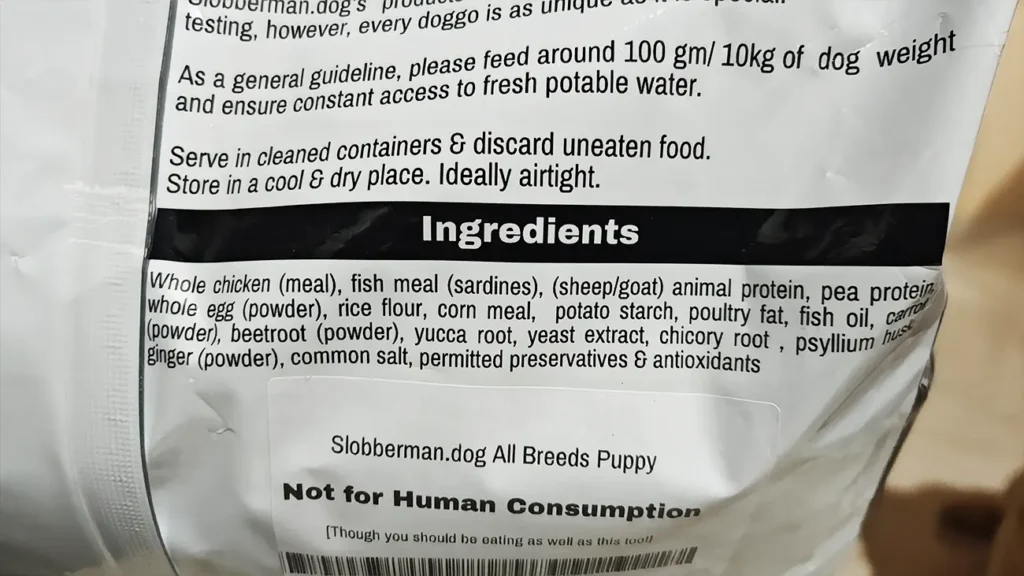 Slobberman.dog's
testing, however, every doggo is as unique as
As a general guideline, please feed around 100 gm/ 10kg of dog weight
and ensure constant access to fresh potable water.
Serve in cleaned containers & discard uneaten food.
Store in a cool & dry place. Ideally airtight.
Ingredients
Whole chicken (meal), fish meal (sardines), (sheep/goat) animal protein, pea protein,
whole egg (powder), rice flour, corn meal, potato starch, poultry fat, fish oil, carrot
(powder), beetroot (powder), yucca root, yeast extract, chicory root , psyllium husk
ginger (powder), common salt, permitted preservatives & antioxidants
Slobberman.dog All Breeds Puppy
Not for Human Consumption
[Though you should be eating as well as this too!]